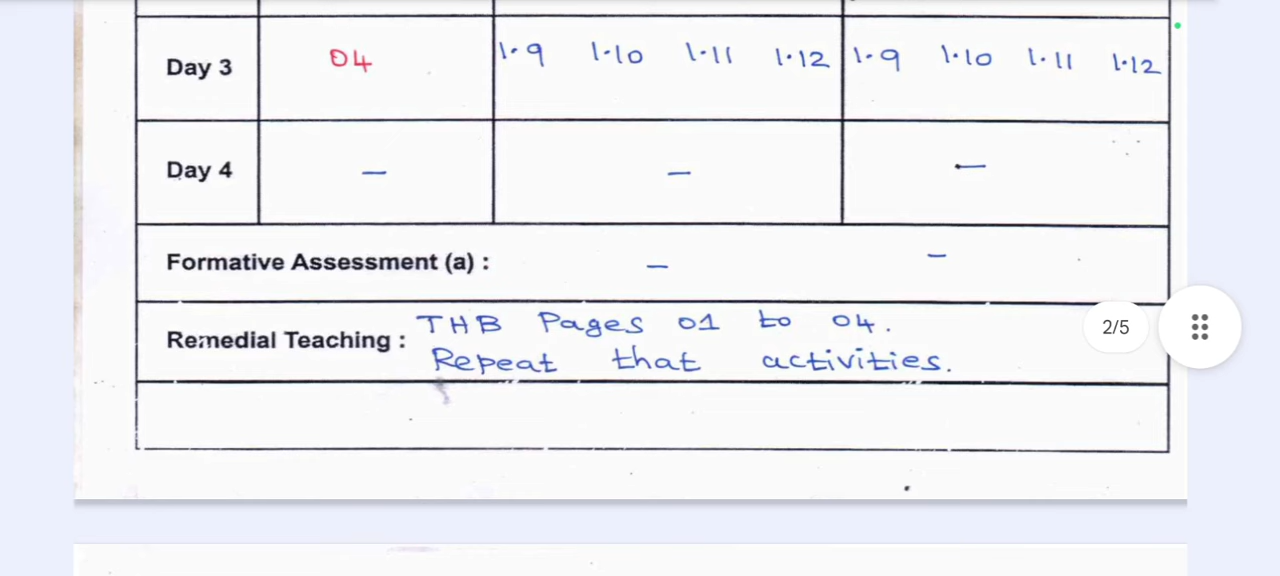 Day 3 04 1.9 1.10 1.11 1.12 1.9 1.10 1.11 1.12
Day 4 — — —
Formative Assessment (a) : — —
Remedial Teaching : THB Pages 01 to 04.
Repeat that activities.
2/5